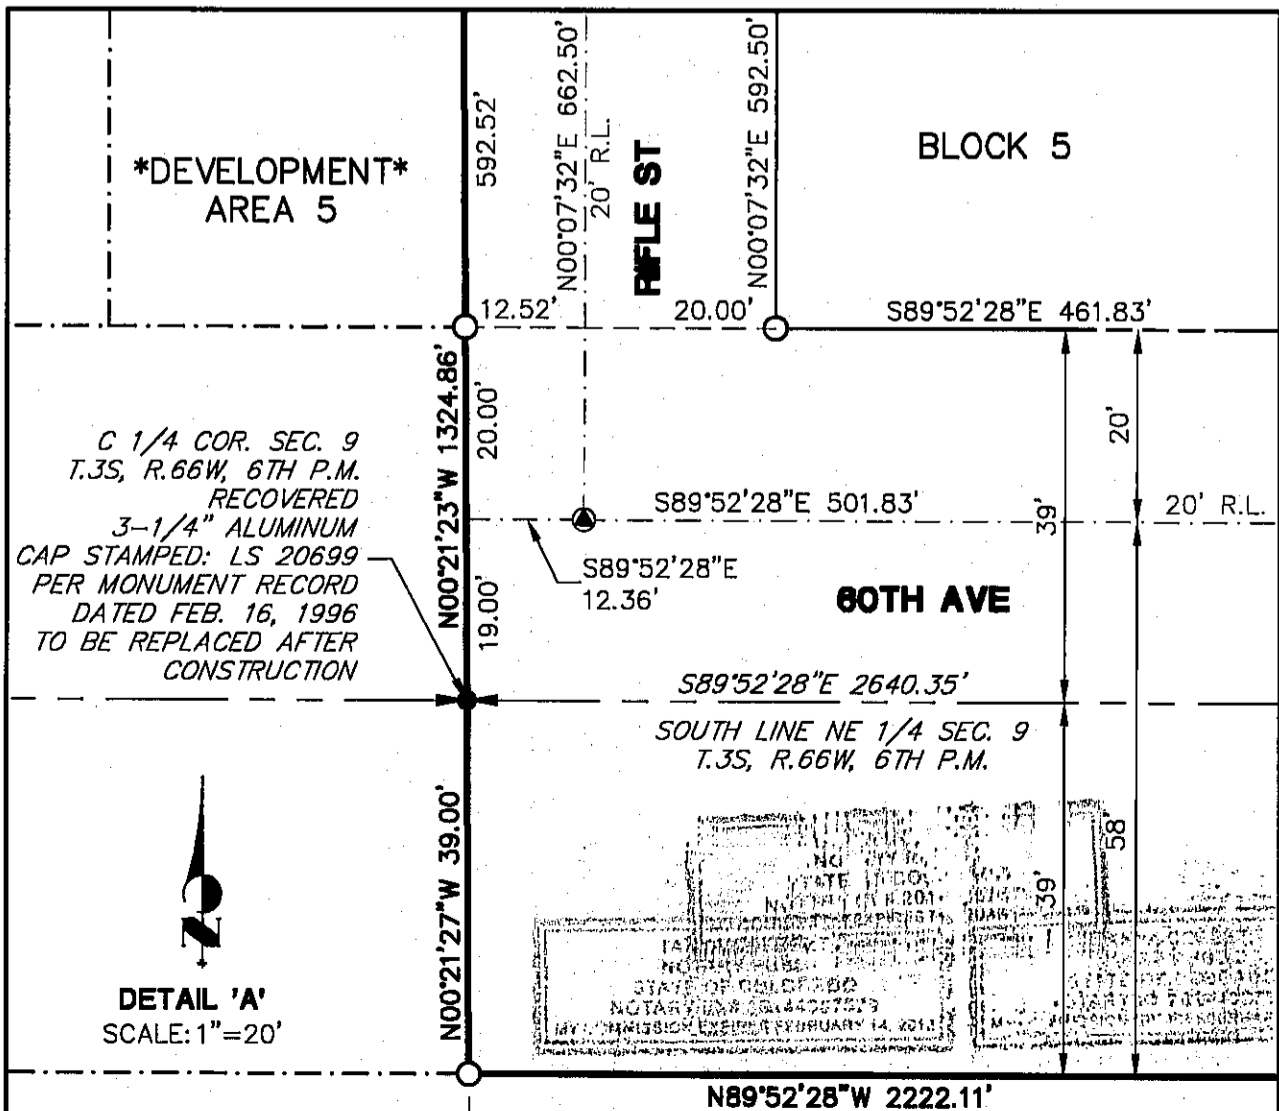 592.52'
N00°07'32"E 662.50'
20' R.L.
RIFLE ST
N00°07'32"E 592.50'
BLOCK 5
*DEVELOPMENT*
AREA 5
12.52'
20.00'
S89°52'28"E 461.83'
N00°21'23"W 1324.86'
20.00'
19.00'
C 1/4 COR. SEC. 9
T.3S, R.66W, 6TH P.M.
RECOVERED
3-1/4" ALUMINUM
CAP STAMPED: LS 20699
PER MONUMENT RECORD
DATED FEB. 16, 1996
TO BE REPLACED AFTER
CONSTRUCTION
S89°52'28"E 501.83'
20'
39'
20' R.L.
S89°52'28"E
12.36'
60TH AVE
S89°52'28"E 2640.35'
SOUTH LINE NE 1/4 SEC. 9
T.3S, R.66W, 6TH P.M.
N00°21'27"W 39.00'
39'
58'
STATE OF COLORADO
MY COMMISSION EXPIRES FEBRUARY 14,
N
DETAIL 'A'
SCALE: 1"=20'
N89°52'28"W 2222.11'